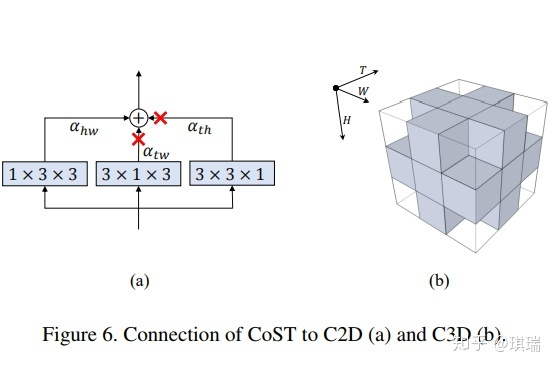 T
W
H
α_hw
α_th
α_tw
1 × 3 × 3
3 × 1 × 3
3 × 3 × 1
(a)
(b)
Figure 6. Connection of CoST to C2D (a) and C3D (b).
知乎 @琪瑞